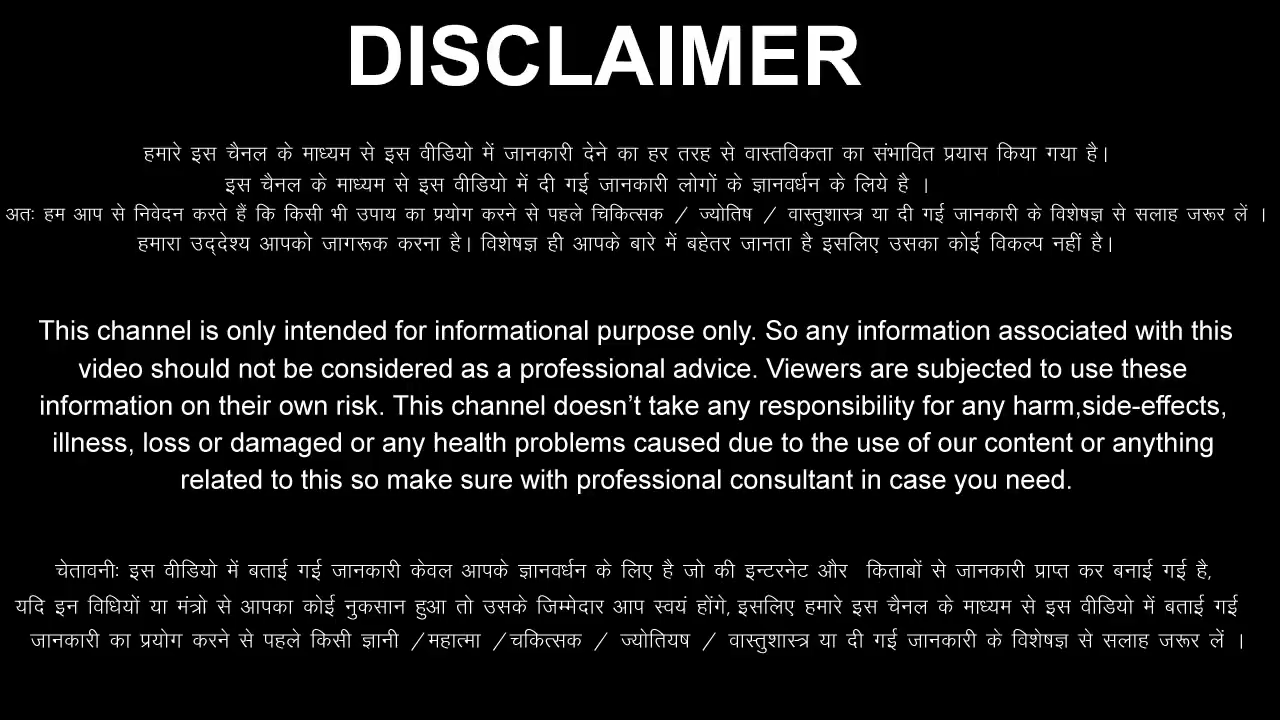 DISCLAIMER
हमारे इस चैनल के माध्यम से इस वीडियो में जानकारी देने का हर तरह से वास्तविकता का संभावित प्रयास किया गया है।
इस चैनल के माध्यम से इस वीडियो में दी गई जानकारी लोगों के ज्ञानवर्धन के लिये है ।
अतः हम आप से निवेदन करते हैं कि किसी भी उपाय का प्रयोग करने से पहले चिकित्सक / ज्योतिष / वास्तुशास्त्र या दी गई जानकारी के विशेषज्ञ से सलाह जरूर लें ।
हमारा उद्देश्य आपको जागरूक करना है। विशेषज्ञ ही आपके बारे में बहेतर जानता है इसलिए उसका कोई विकल्प नहीं है।
This channel is only intended for informational purpose only. So any information associated with this
video should not be considered as a professional advice. Viewers are subjected to use these
information on their own risk. This channel doesn’t take any responsibility for any harm,side-effects,
illness, loss or damaged or any health problems caused due to the use of our content or anything
related to this so make sure with professional consultant in case you need.
चेतावनीः इस वीडियो में बताई गई जानकारी केवल आपके ज्ञानवर्धन के लिए है जो की इन्टरनेट और किताबों से जानकारी प्राप्त कर बनाई गई है,
यदि इन विधियों या मंत्रो से आपका कोई नुकसान हुआ तो उसके जिम्मेदार आप स्वयं होंगे, इसलिए हमारे इस चैनल के माध्यम से इस वीडियो में बताई गई
जानकारी का प्रयोग करने से पहले किसी ज्ञानी /महात्मा /चकित्सक / ज्योतियष / वास्तुशास्त्र या दी गई जानकारी के विशेषज्ञ से सलाह जरूर लें ।